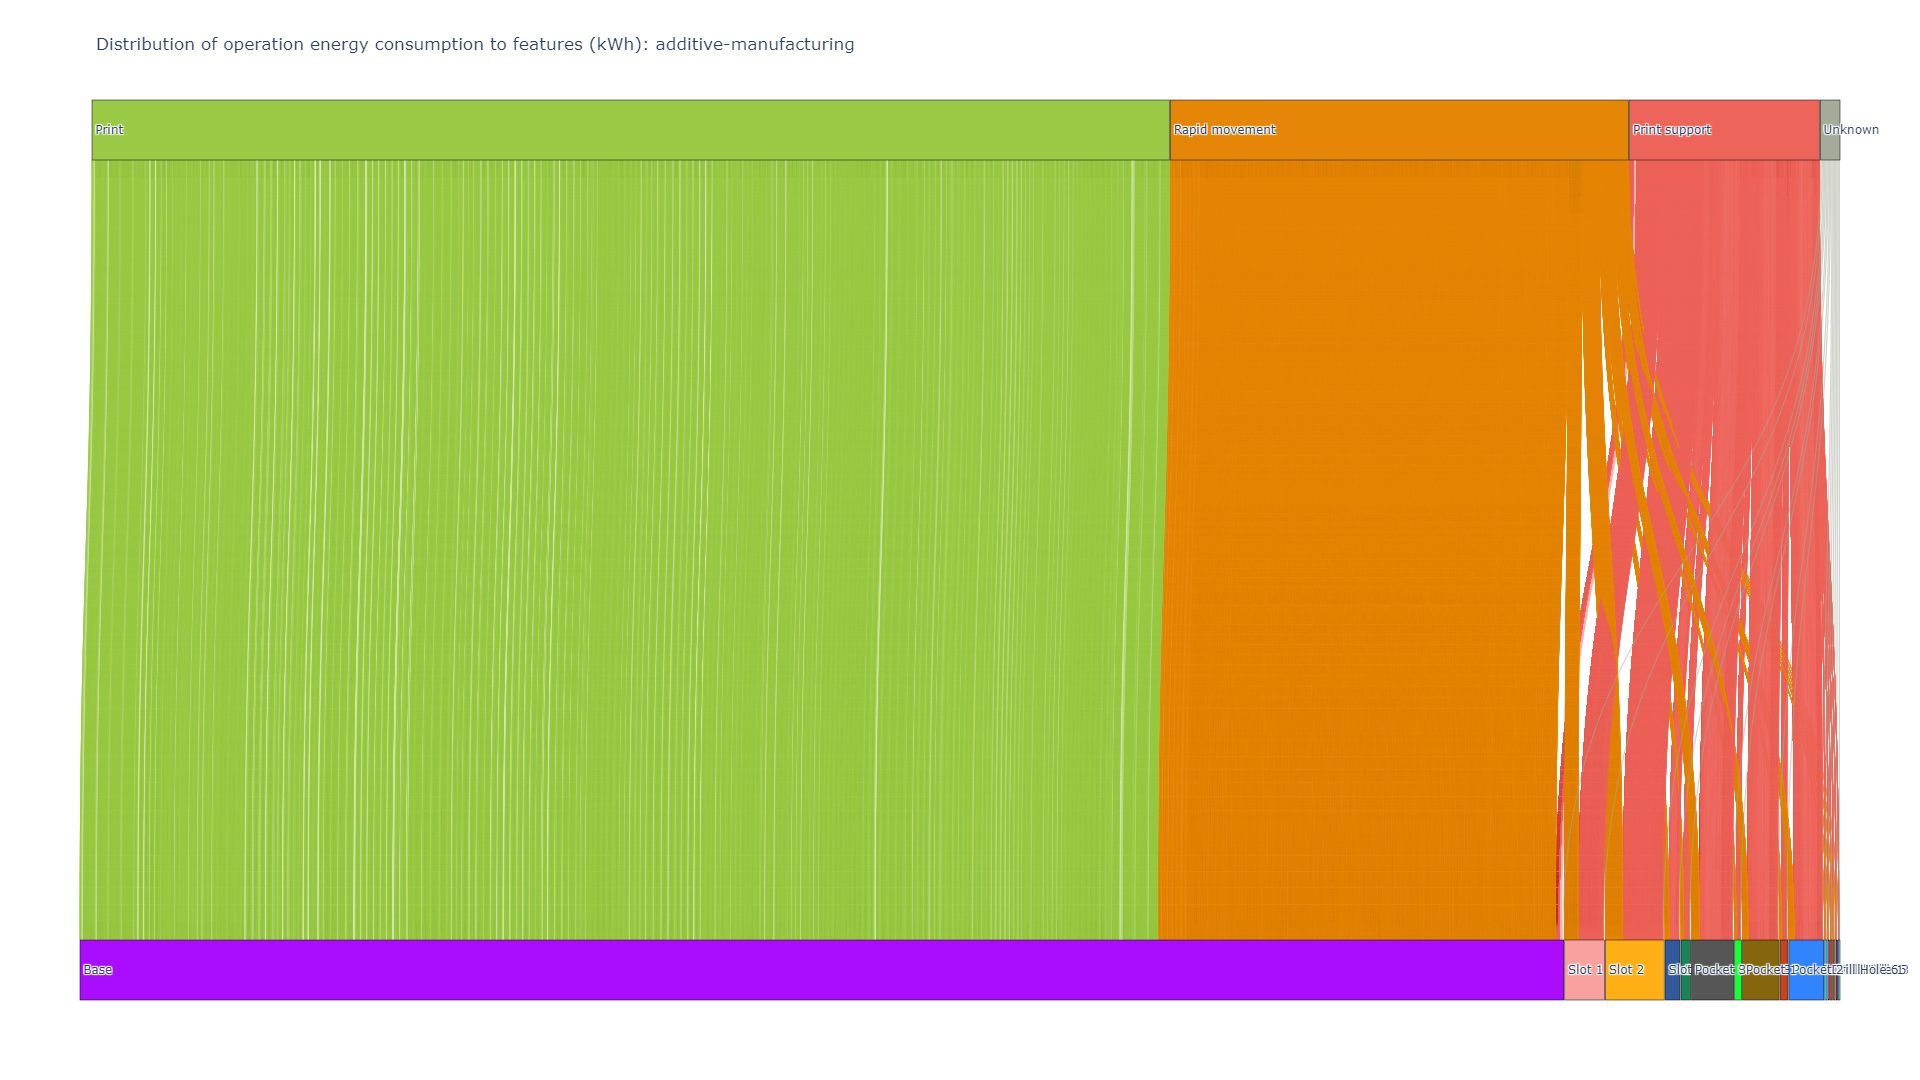 Distribution of operation energy consumption to features (kWh): additive-manufacturing
Print
Rapid movement
Print support
Unknown
Base
Slot 1
Slot 2
Slot
Pocket
Pocket
Pocket